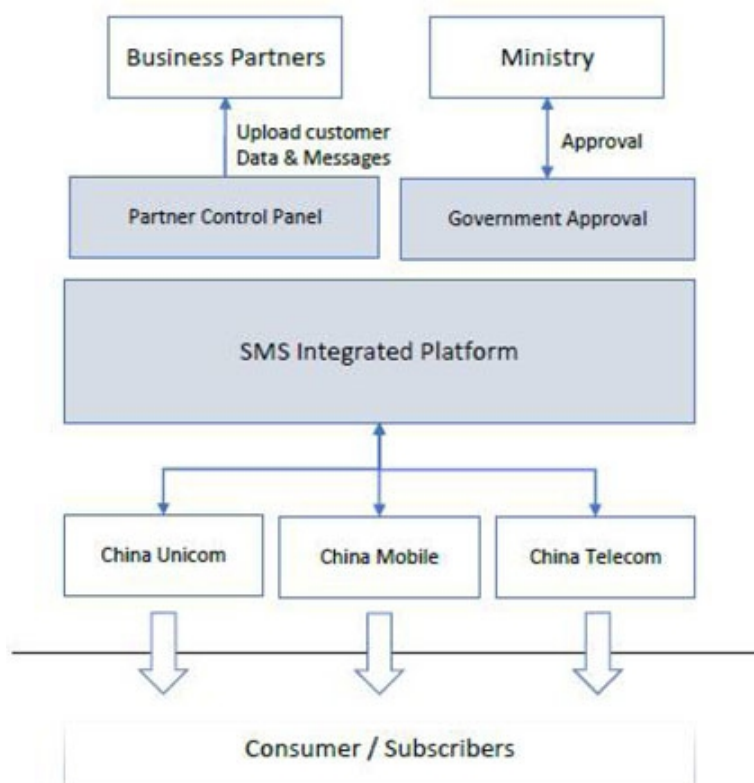 Business Partners
Ministry
Upload customer
Data & Messages
Approval
Partner Control Panel
Government Approval
SMS Integrated Platform
China Unicom
China Mobile
China Telecom
Consumer / Subscribers